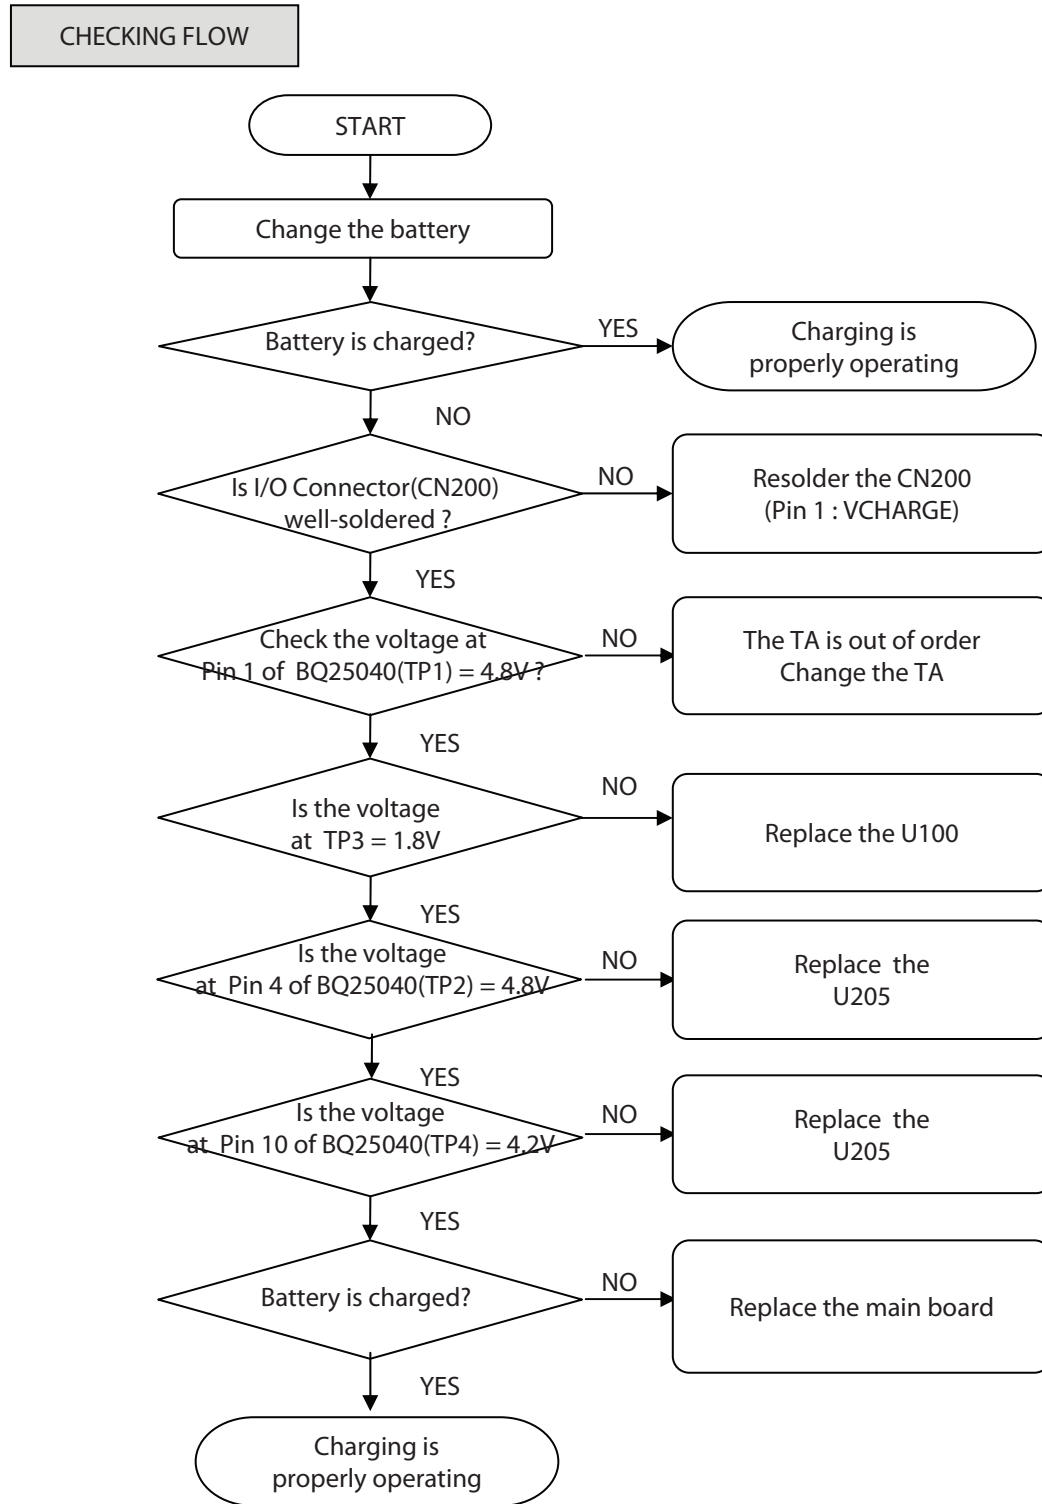 CHECKING FLOW
START
Change the battery
Battery is charged?
YES
Charging is
properly operating
NO
Is I/O Connector(CN200)
well-soldered ?
NO
Resolder the CN200
(Pin 1 : VCHARGE)
YES
Check the voltage at
Pin 1 of BQ25040(TP1) = 4.8V ?
NO
The TA is out of order
Change the TA
YES
Is the voltage
at TP3 = 1.8V
NO
Replace the U100
YES
Is the voltage
at Pin 4 of BQ25040(TP2) = 4.8V
NO
Replace the
U205
YES
Is the voltage
at Pin 10 of BQ25040(TP4) = 4.2V
NO
Replace the
U205
YES
Battery is charged?
NO
Replace the main board
YES
Charging is
properly operating